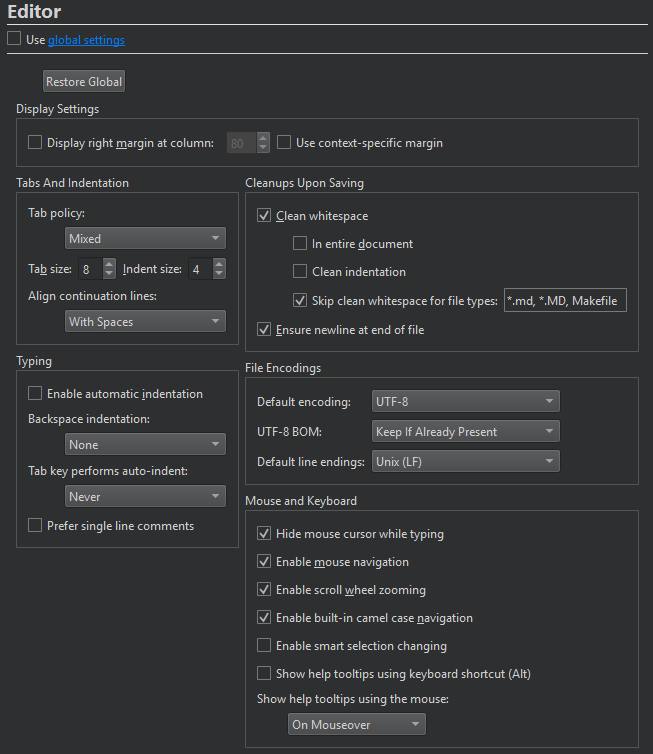 Editor
Use global settings
Restore Global
Display Settings
Display right margin at column: 80 Use context-specific margin
Tabs And Indentation
Tab policy:
Mixed
Tab size: 8 Indent size: 4
Align continuation lines:
With Spaces
Cleanups Upon Saving
Clean whitespace
In entire document
Clean indentation
Skip clean whitespace for file types: *.md, *.MD, Makefile
Ensure newline at end of file
Typing
Enable automatic indentation
Backspace indentation:
None
Tab key performs auto-indent:
Never
Prefer single line comments
File Encodings
Default encoding: UTF-8
UTF-8 BOM: Keep If Already Present
Default line endings: Unix (LF)
Mouse and Keyboard
Hide mouse cursor while typing
Enable mouse navigation
Enable scroll wheel zooming
Enable built-in camel case navigation
Enable smart selection changing
Show help tooltips using keyboard shortcut (Alt)
Show help tooltips using the mouse:
On Mouseover